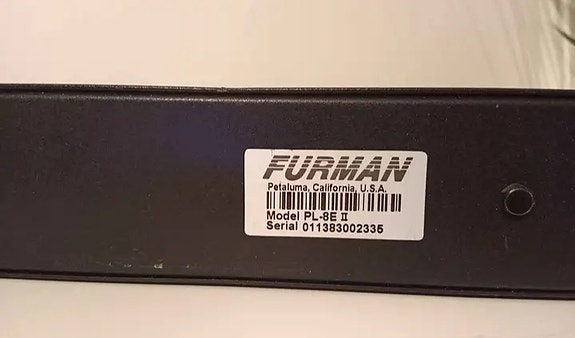 FURMAN
Petaluma, California, U.S.A.
Model PL-8E II
Serial 011383002335